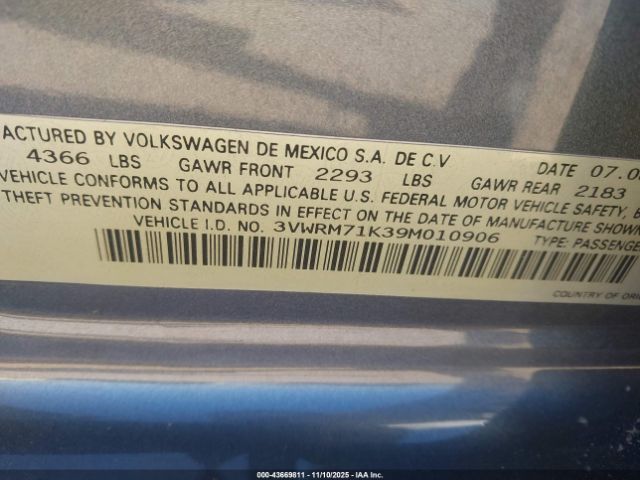 ACTURED BY VOLKSWAGEN DE MEXICO S.A. DE C.V
4366 LBS GAWR FRONT 2293 LBS GAWR REAR 2183
DATE 07.0
VEHICLE CONFORMS TO ALL APPLICABLE U.S. FEDERAL MOTOR VEHICLE SAFETY, B
THEFT PREVENTION STANDARDS IN EFFECT ON THE DATE OF MANUFACTURE SHOWN
VEHICLE I.D. NO. 3VWRM71K39M010906 TYPE: PASSENGE
COUNTRY OF ORI
000-43669811 - 11/10/2025 - IAA Inc.